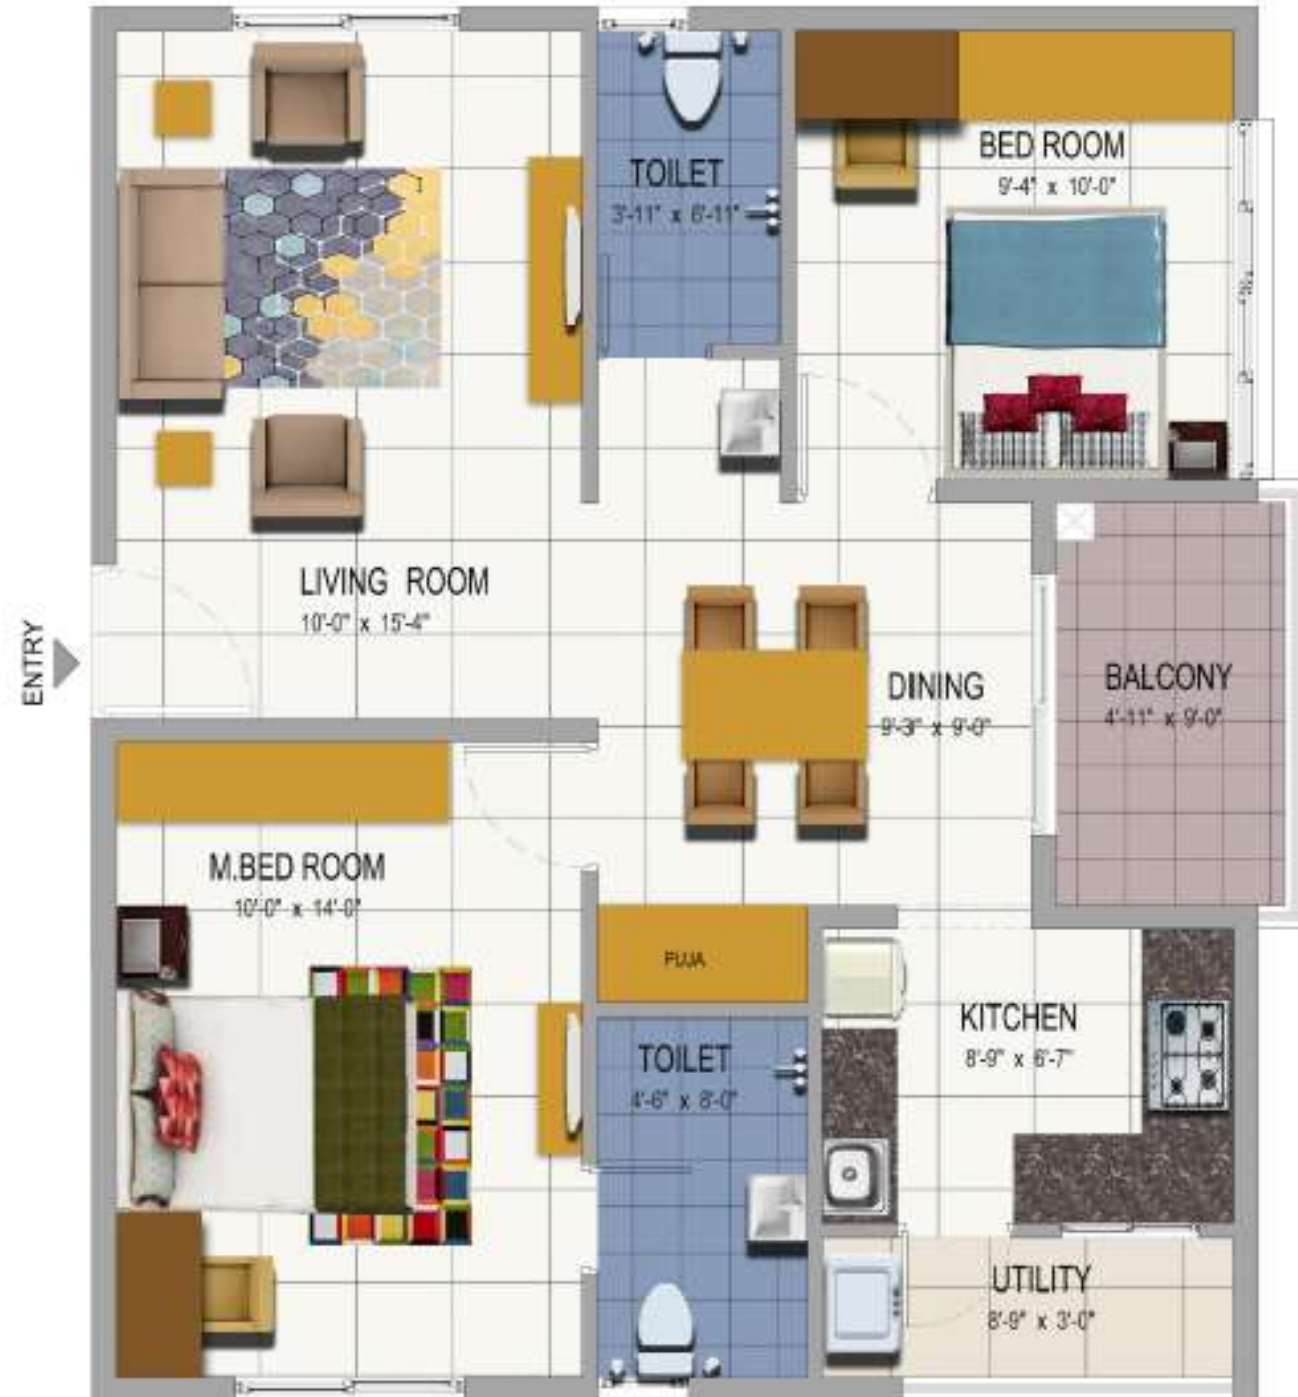 TOILET
3'-11" x 6'-11"
BED ROOM
9'-4" x 10'-0"
LIVING ROOM
10'-0" x 15'-4"
ENTRY
DINING
9'-3" x 9'-0"
BALCONY
4'-11" x 9'-0"
M.BED ROOM
10'-0" x 14'-0"
PUJA
TOILET
4'-6" x 8'-0"
KITCHEN
8'-9" x 6'-7"
UTILITY
8'-9" x 3'-0"